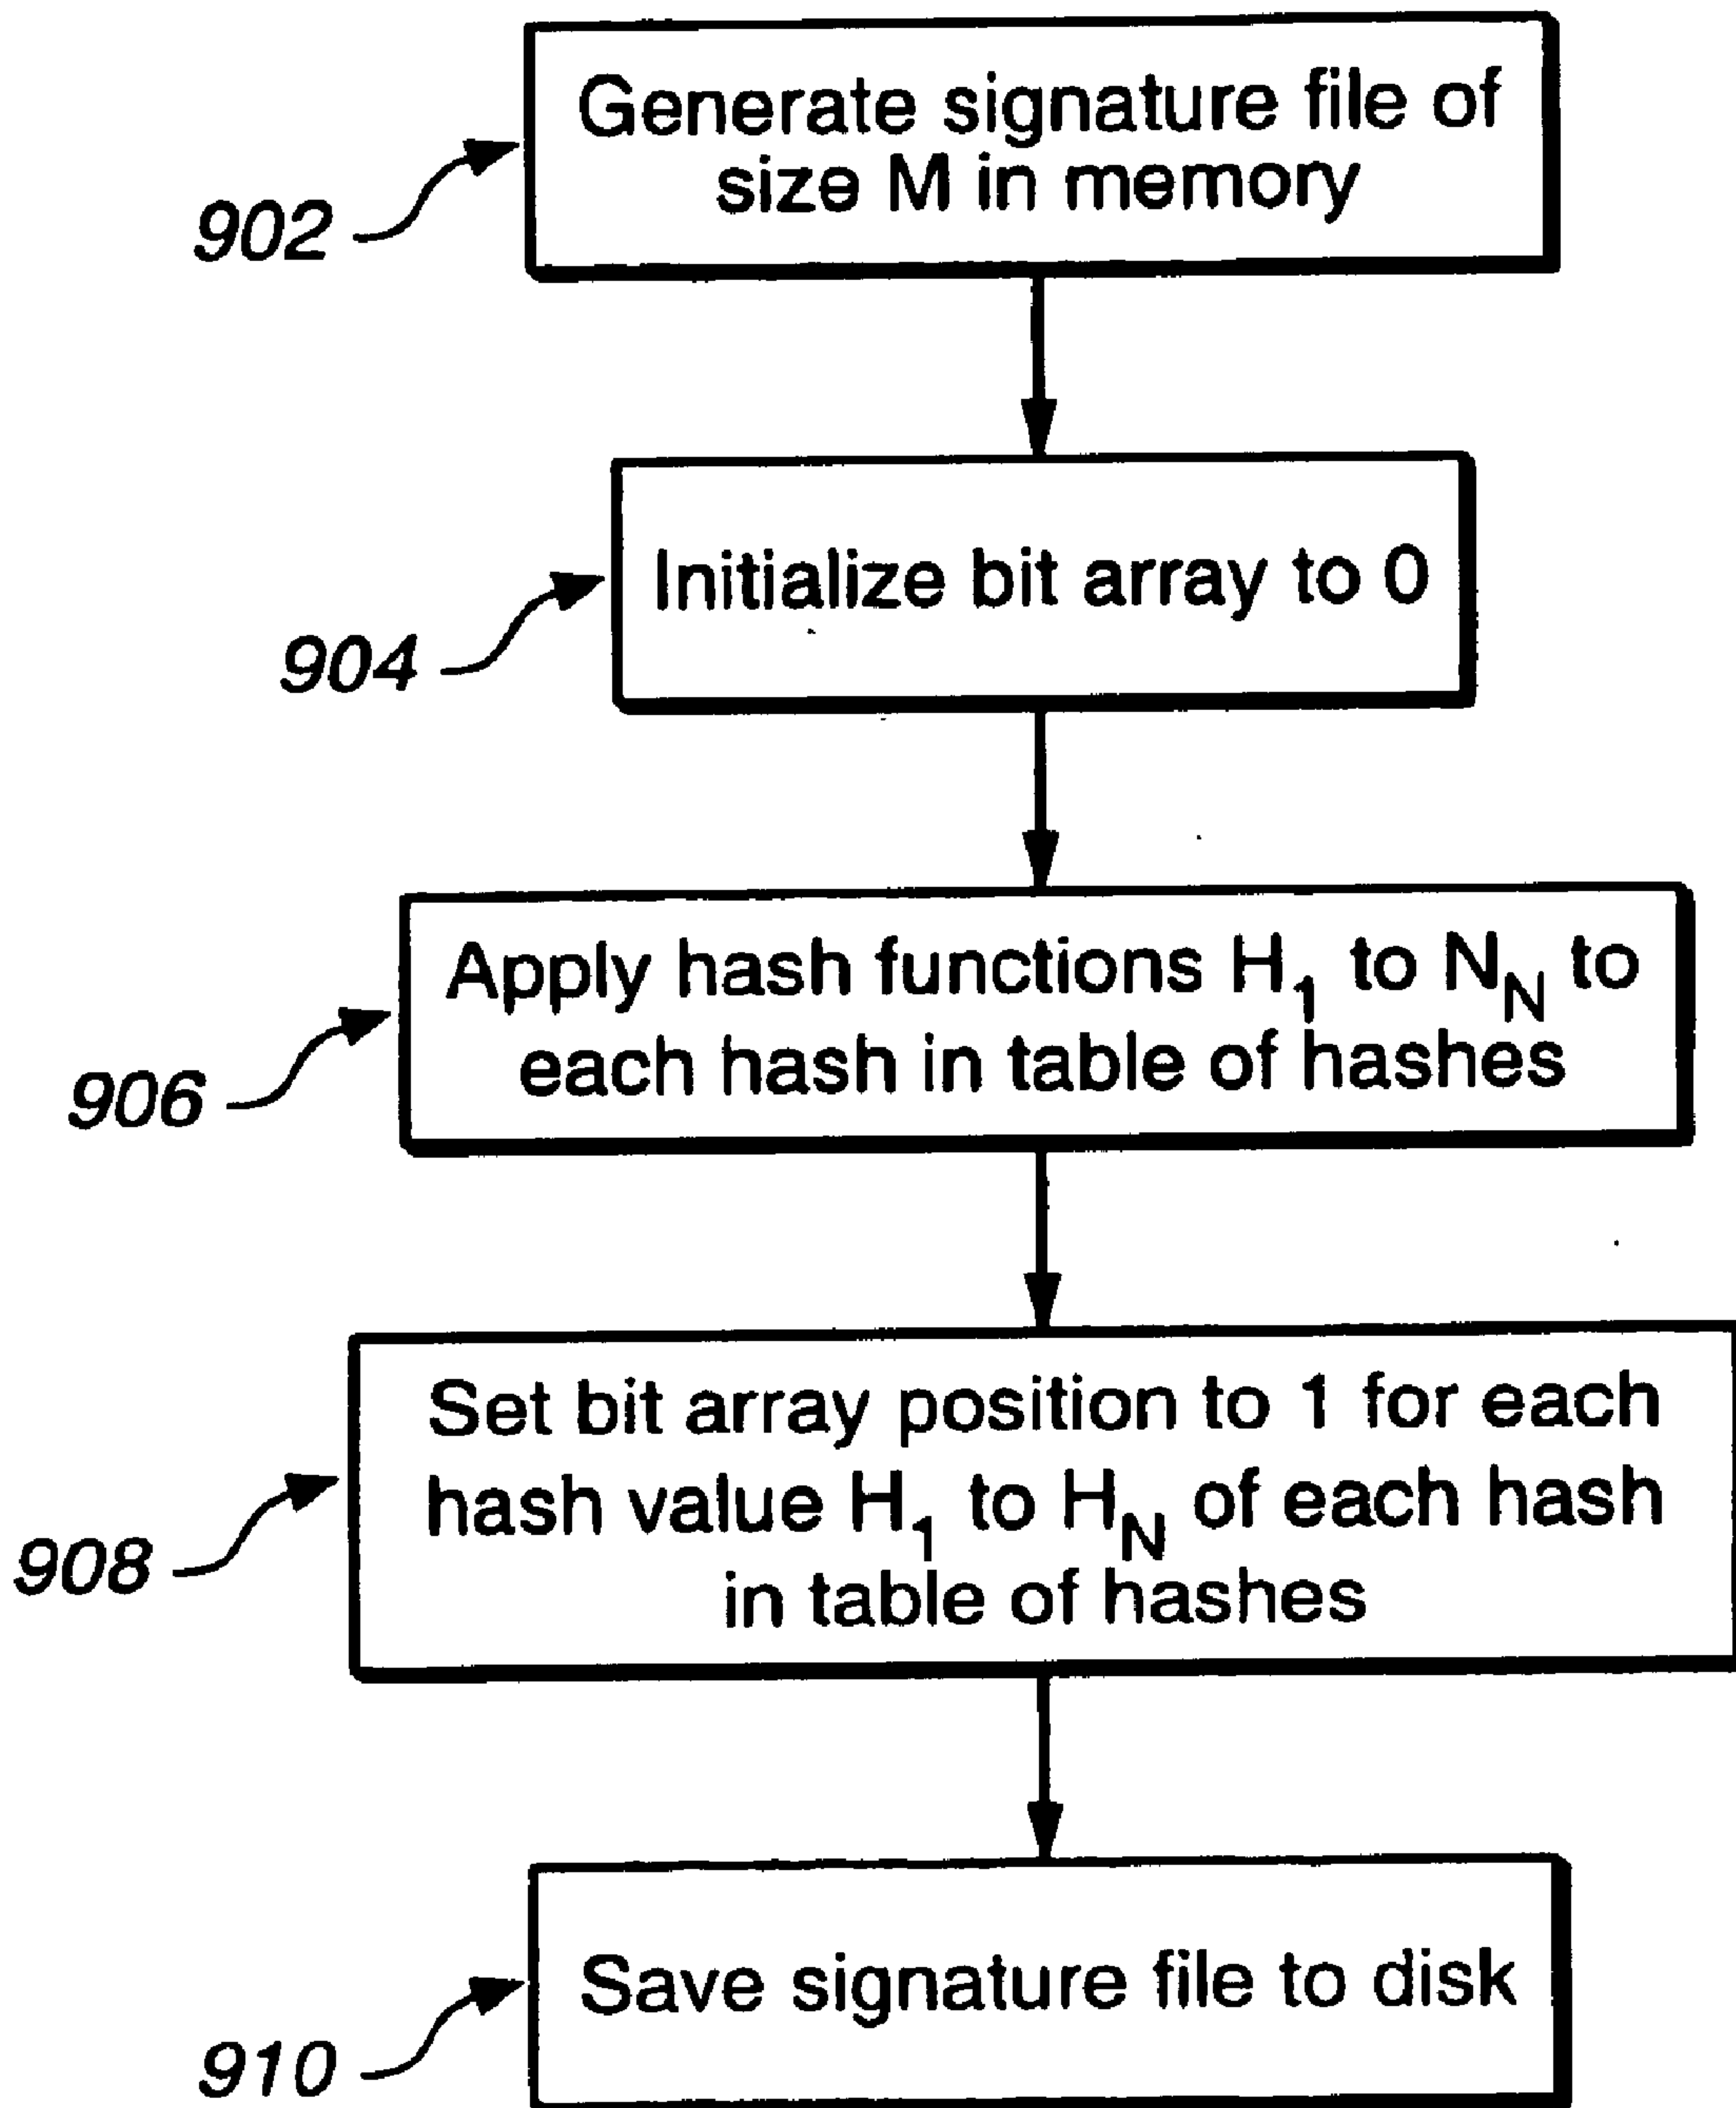 Generate signature file of
size M in memory
902
Initialize bit array to 0
904
Apply hash functions H₁ to N_N to
each hash in table of hashes
906
Set bit array position to 1 for each
hash value H₁ to H_N of each hash
in table of hashes
908
Save signature file to disk
910